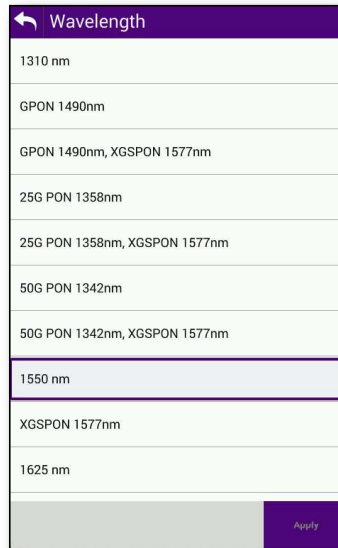 Wavelength
1310 nm
GPON 1490nm
GPON 1490nm, XGSPON 1577nm
25G PON 1358nm
25G PON 1358nm, XGSPON 1577nm
50G PON 1342nm
50G PON 1342nm, XGSPON 1577nm
1550 nm
XGSPON 1577nm
1625 nm
Apply